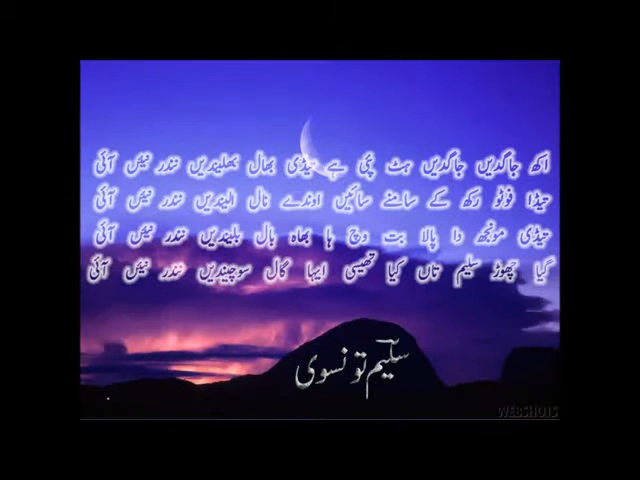 اکھ جاگدیں جاگدیں ہٹ پئی ہے تیڈی بھال بھلیندیں نندر نئیں آئی
تیڈا فوٹو رکھ کے سامنے سائیں اوندے نال الیندیں نندر نئیں آئی
تیڈی مونجھ دا پالا ہت وچ ہا بھاہ بال بلیندیں نندر نئیں آئی
گیا چھوڑ سلیم تاں کیا تھیسی ایہا گال سوچیندیں نندر نئیں آئی
سلیم تونسوی
WEBSHOTS